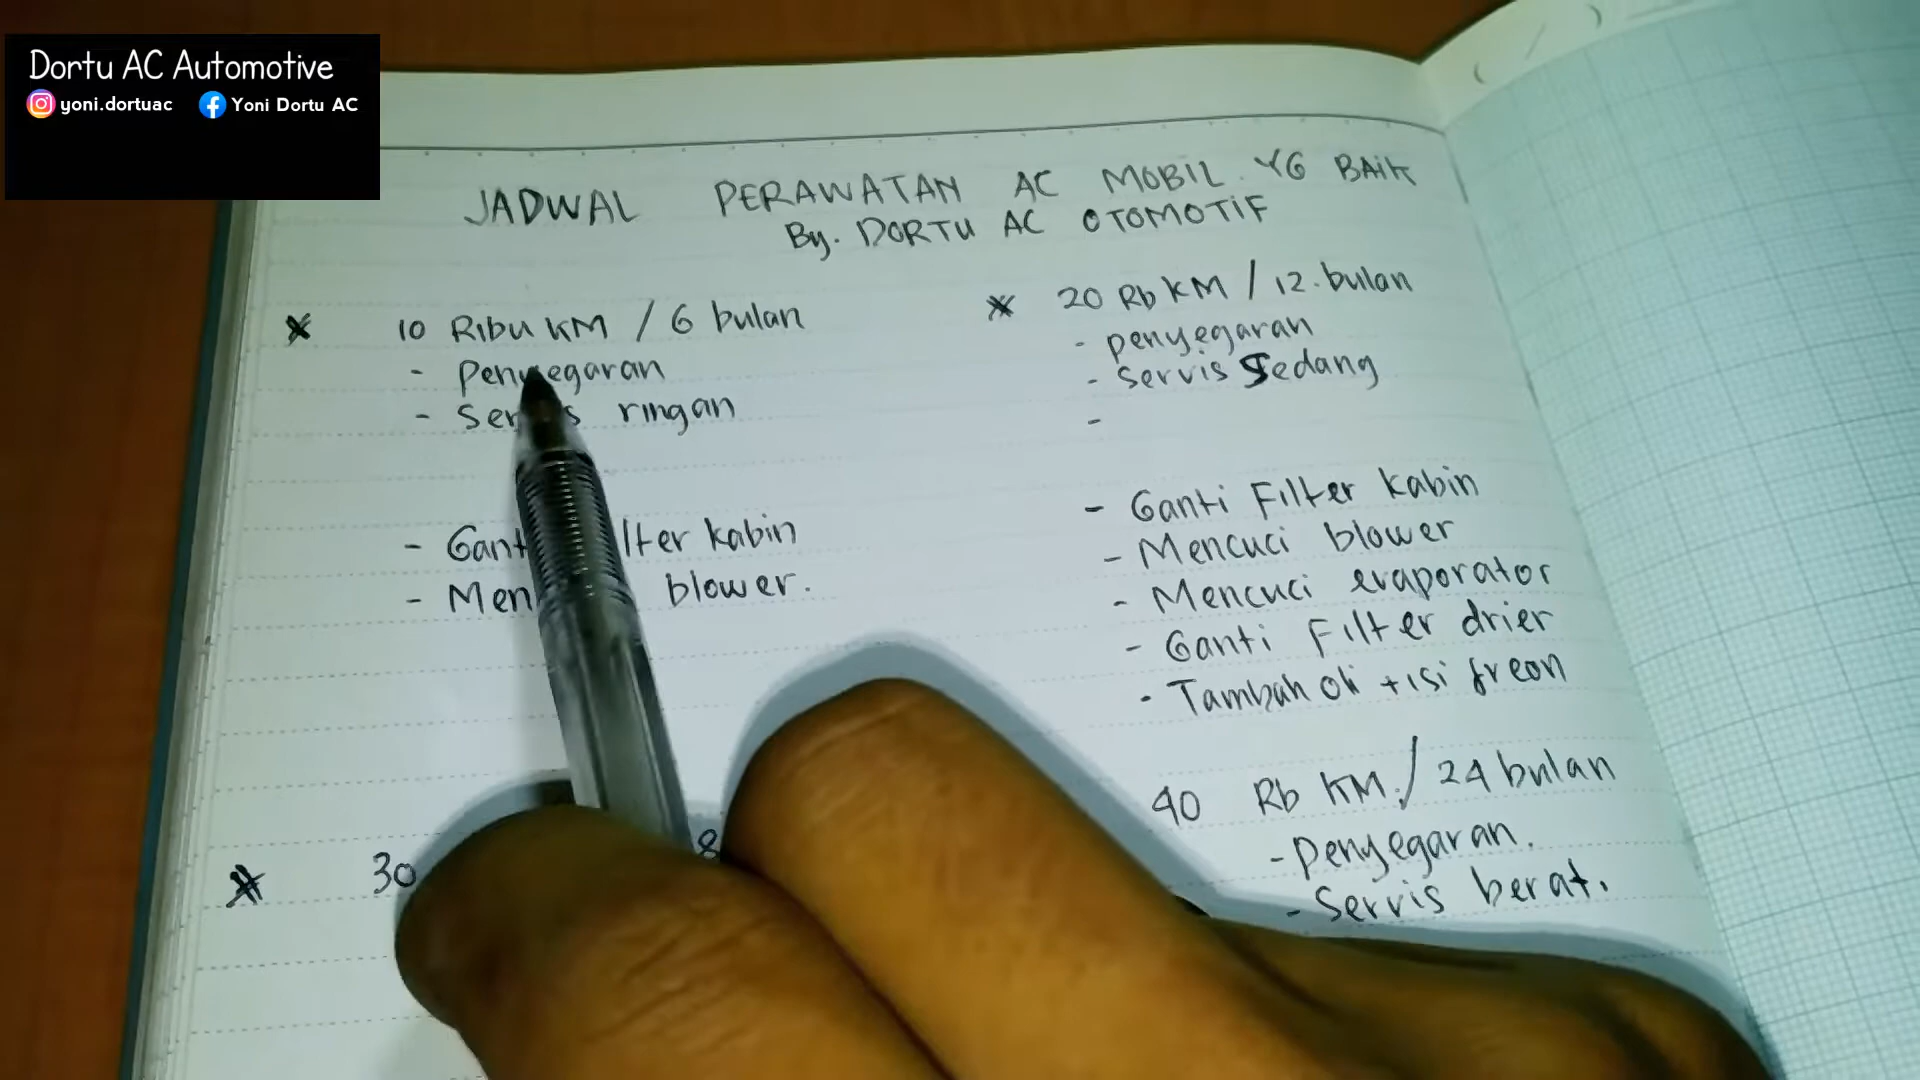 Dortu AC Automotive
yoni.dortuac Yoni Dortu AC
JADWAL PERAWATAN AC MOBIL YG BAIK
By. DORTU AC OTOMOTIF
10 Ribu KM / 6 bulan
- Penyegaran
- ringan
- kabin
- blower.
30
20 Rb KM / 12.bulan
- penyegaran
- Servis Sedang
-
- Ganti Filter kabin
- Mencuci blower
- Mencuci evaporator
- Ganti Filter drier
- Tambah Oli + isi freon
40 Rb KM / 24 bulan
- Penyegaran.
- Servis berat.